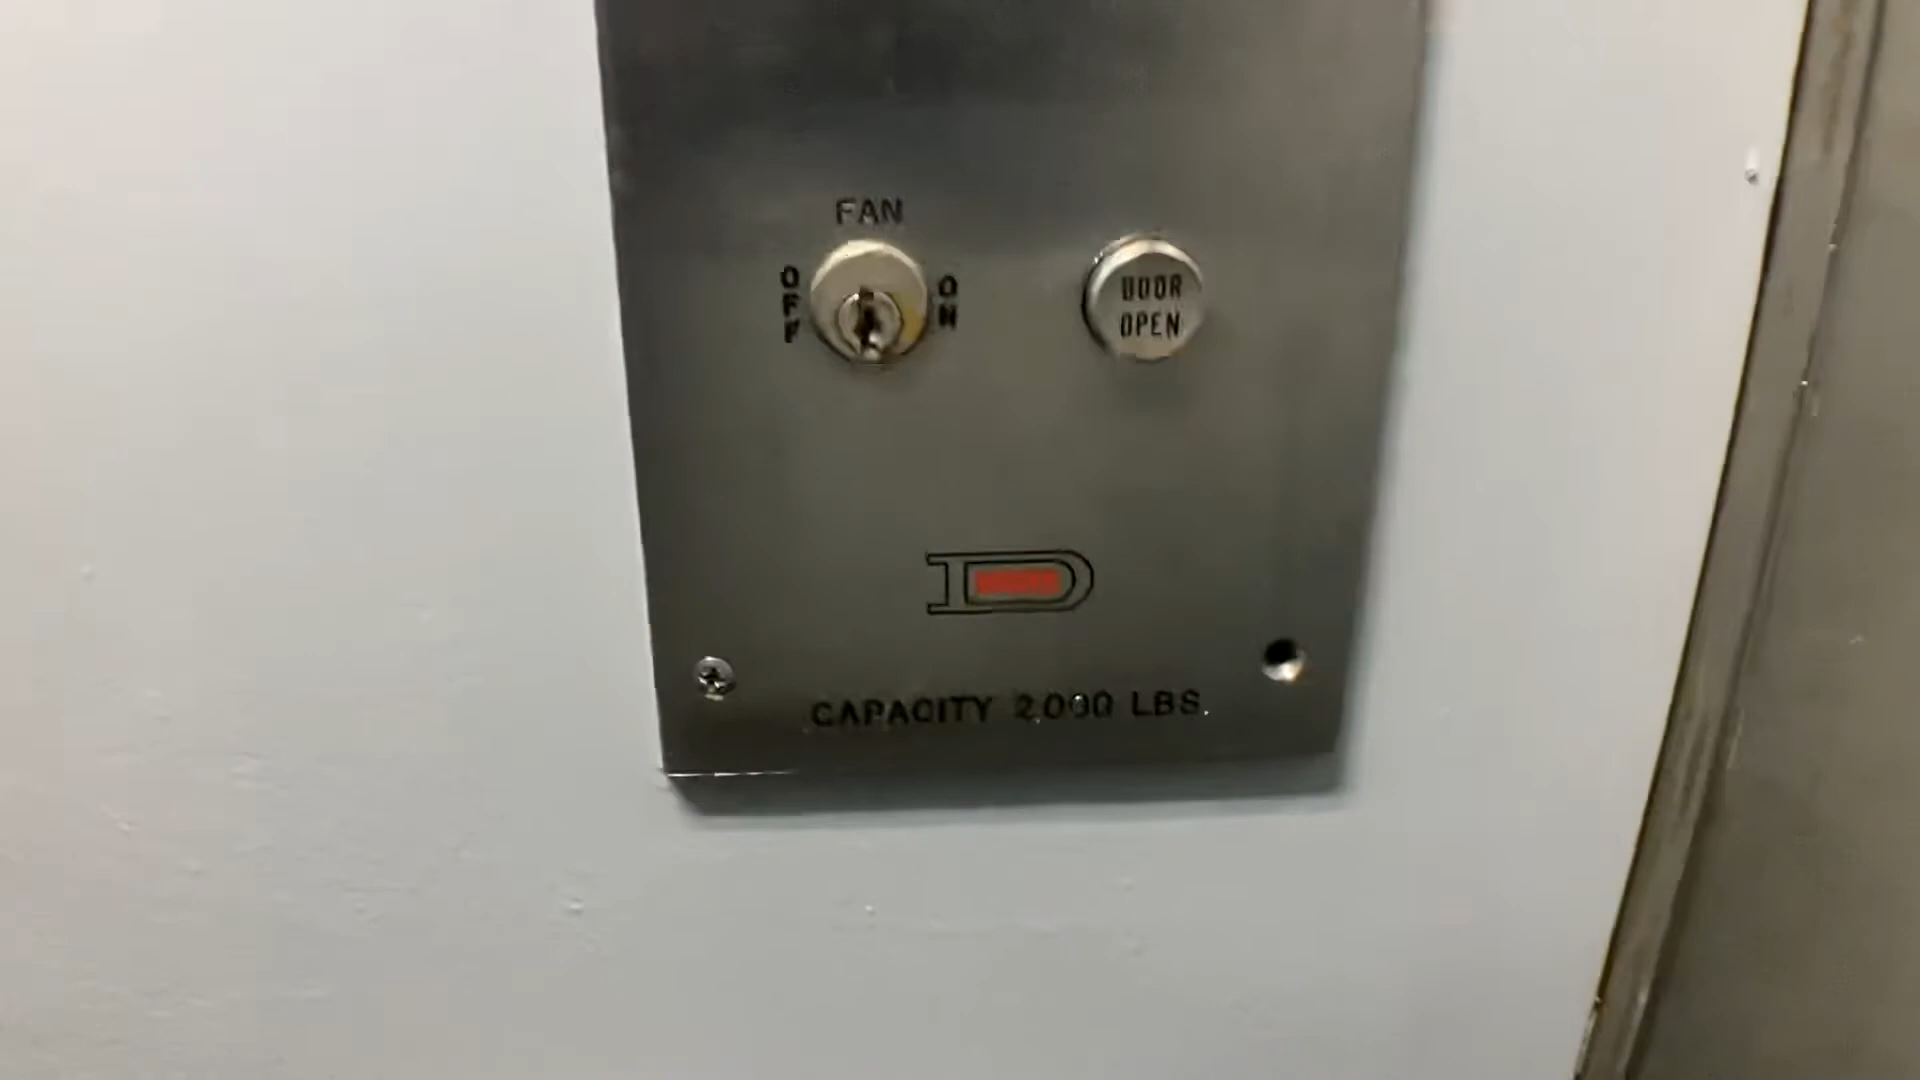 FAN
OFF
ON
DOOR
OPEN
D
CAPACITY 2,000 LBS.